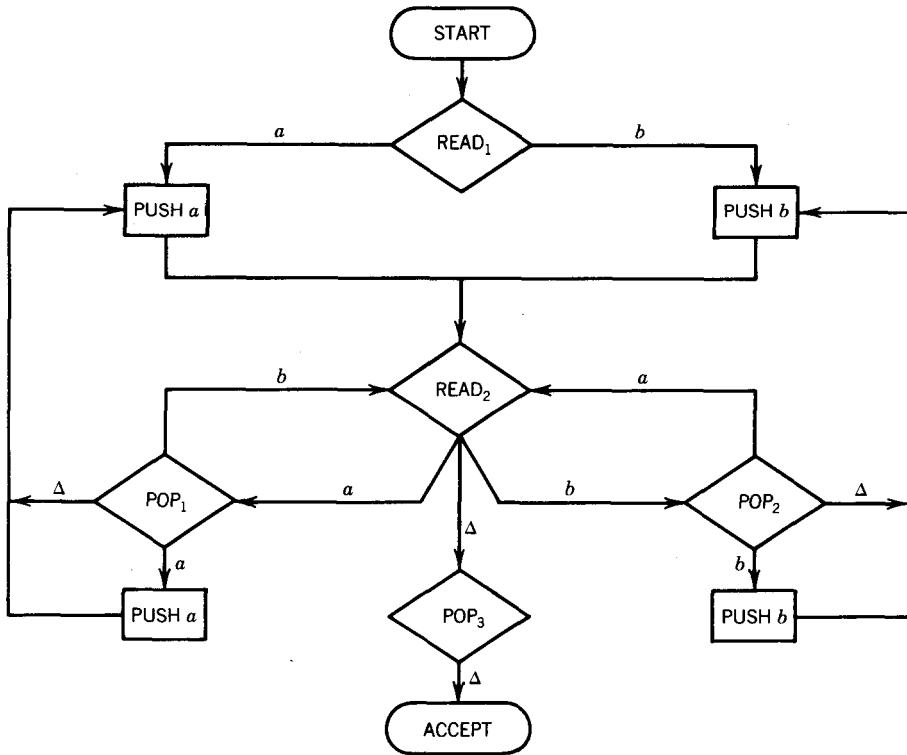 START
a
READ₁
b
PUSH a
PUSH b
b
READ₂
a
Δ
POP₁
a
b
POP₂
Δ
a
Δ
b
PUSH a
POP₃
PUSH b
Δ
ACCEPT